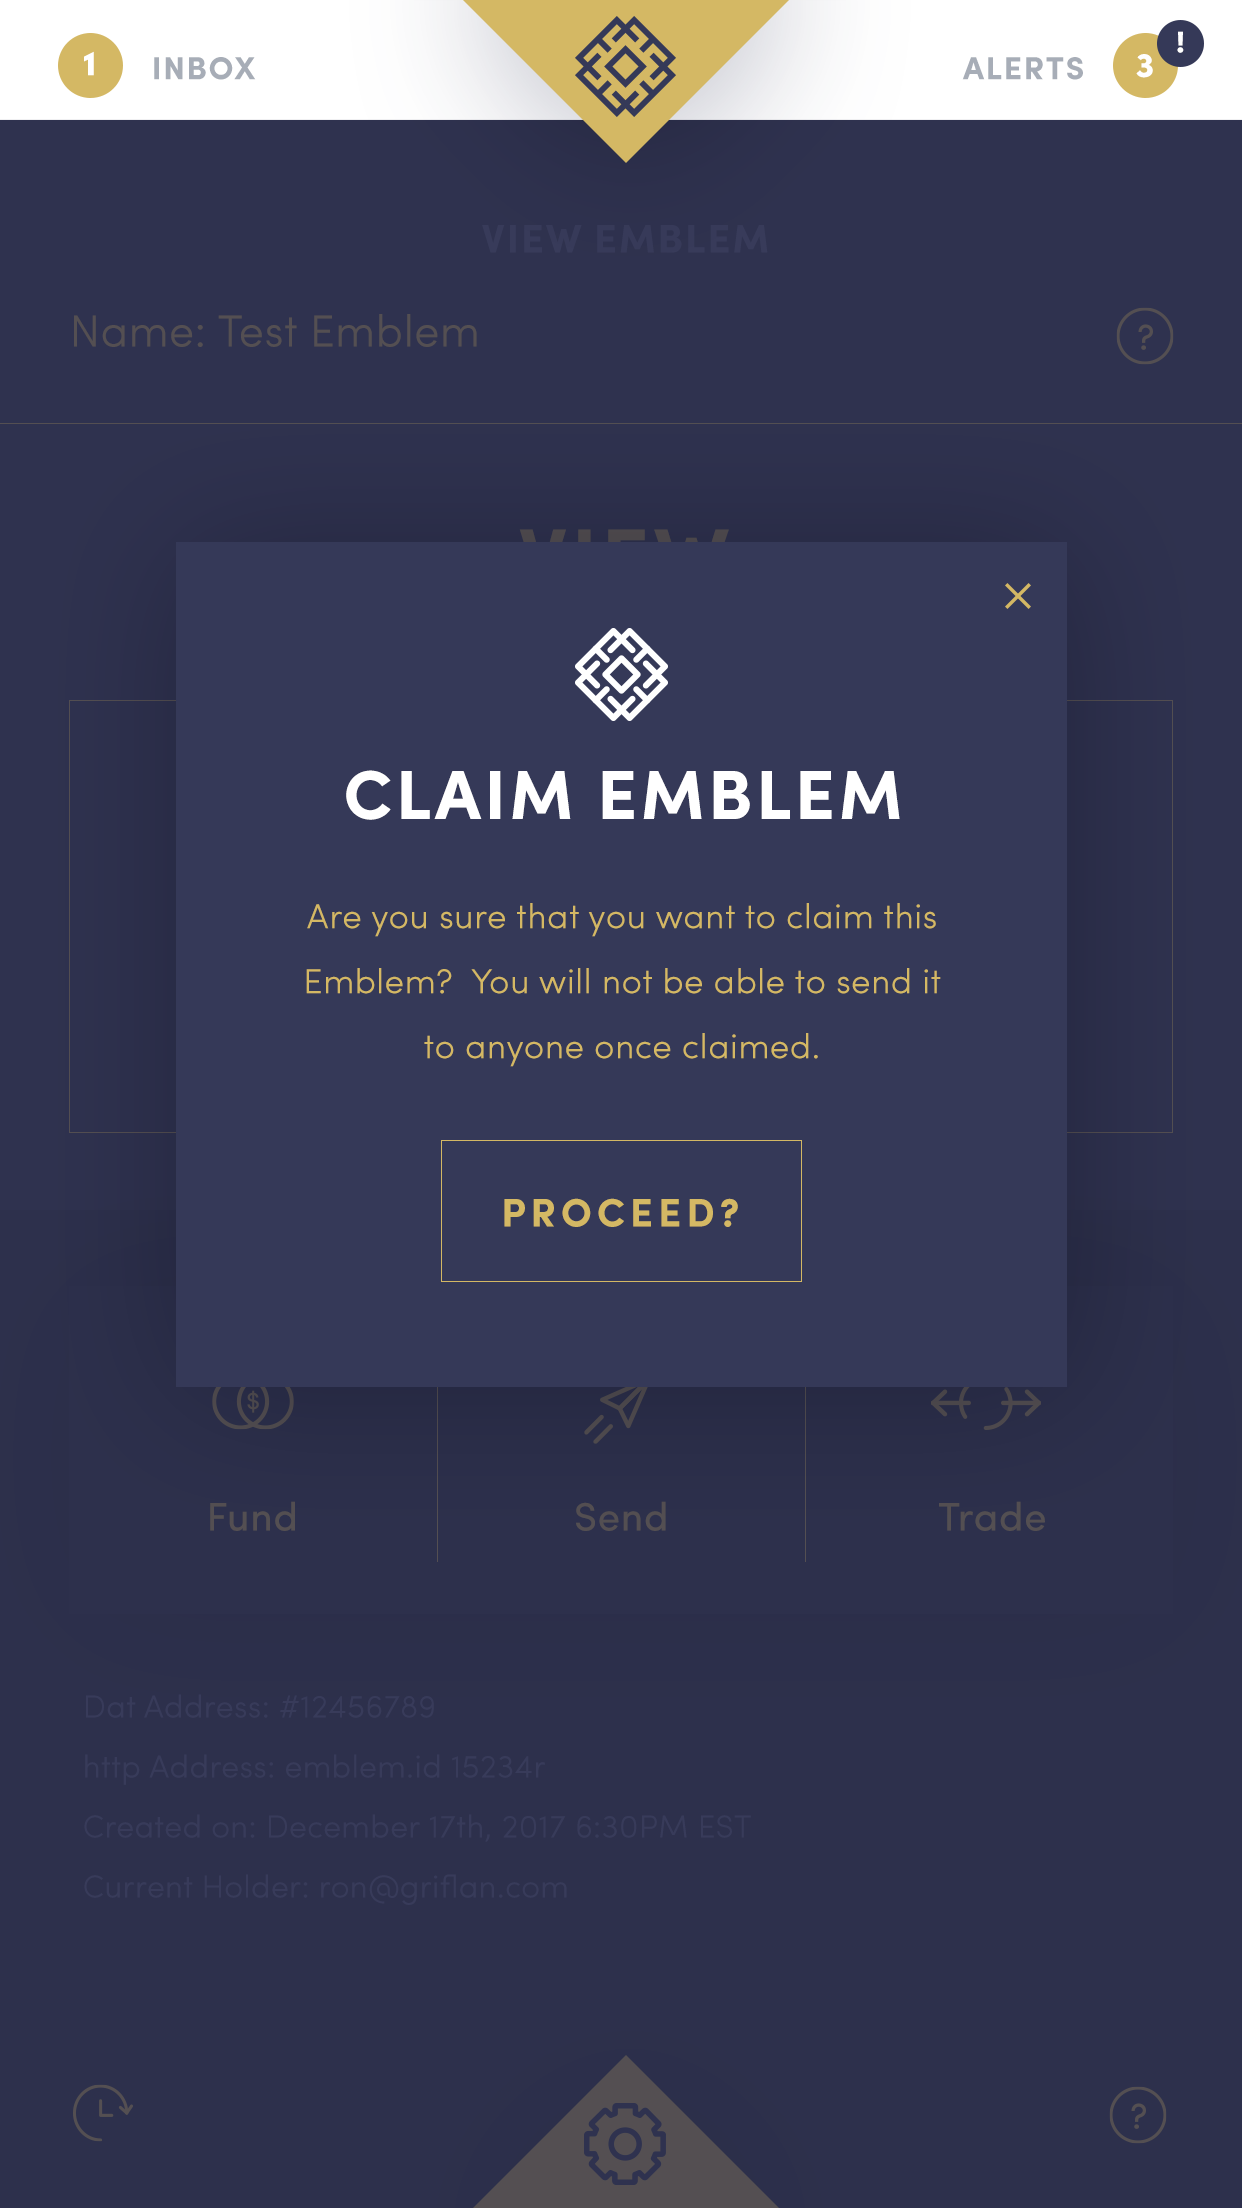 1 INBOX
ALERTS 3 !
VIEW EMBLEM
Name: Test Emblem ?
VIEW
CLAIM EMBLEM
Are you sure that you want to claim this
Emblem? You will not be able to send it
to anyone once claimed.
PROCEED?
$
Fund Send Trade
Dat Address: #12456789
http Address: emblem.id 15234r
Created on: December 17th, 2017 6:30PM EST
Current Holder: ron@griflan.com
?